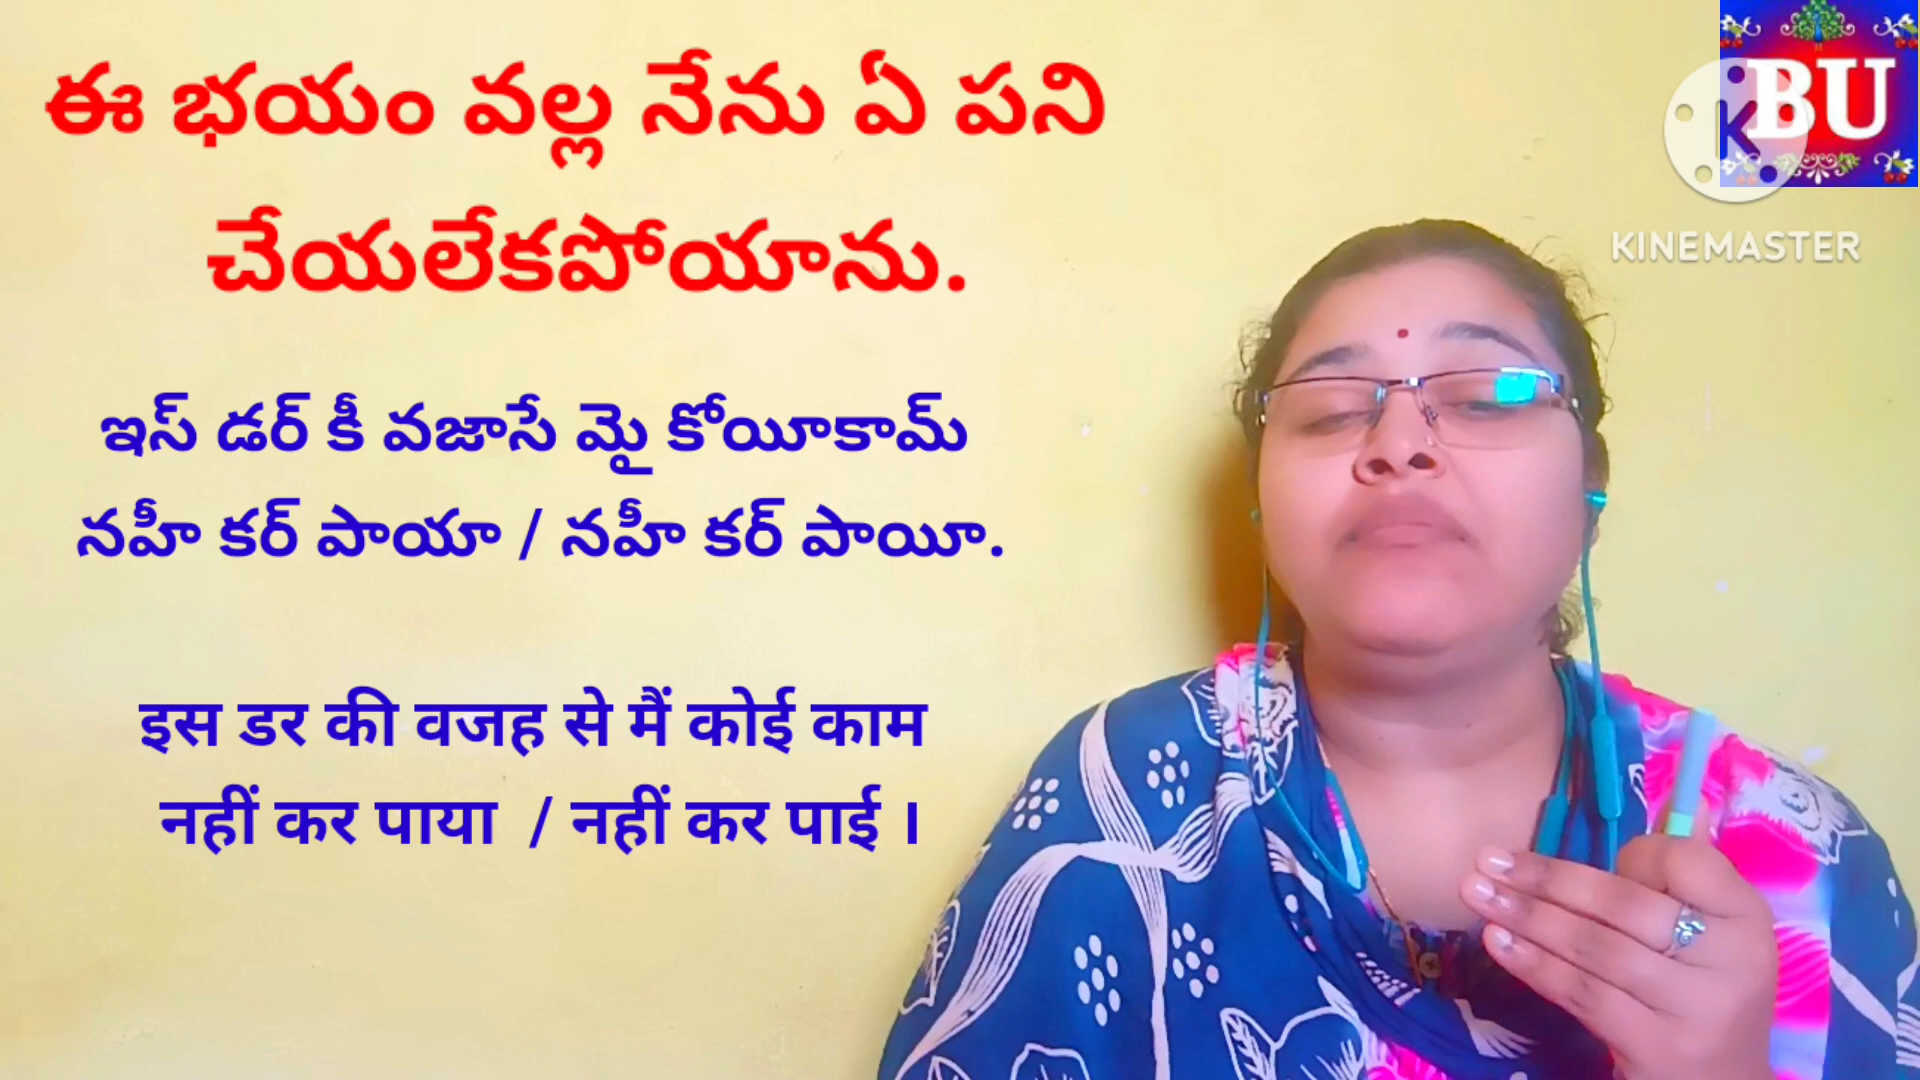 ఈ భయం వల్ల నేను ఏ పని
చేయలేకపోయాను.
ఇస్ డర్ కీ వజాసే మై కోయీకామ్
నహీ కర్ పాయా / నహీ కర్ పాయీ.
इस डर की वजह से मैं कोई काम
नहीं कर पाया / नहीं कर पाई ।
BU
K
KINEMASTER